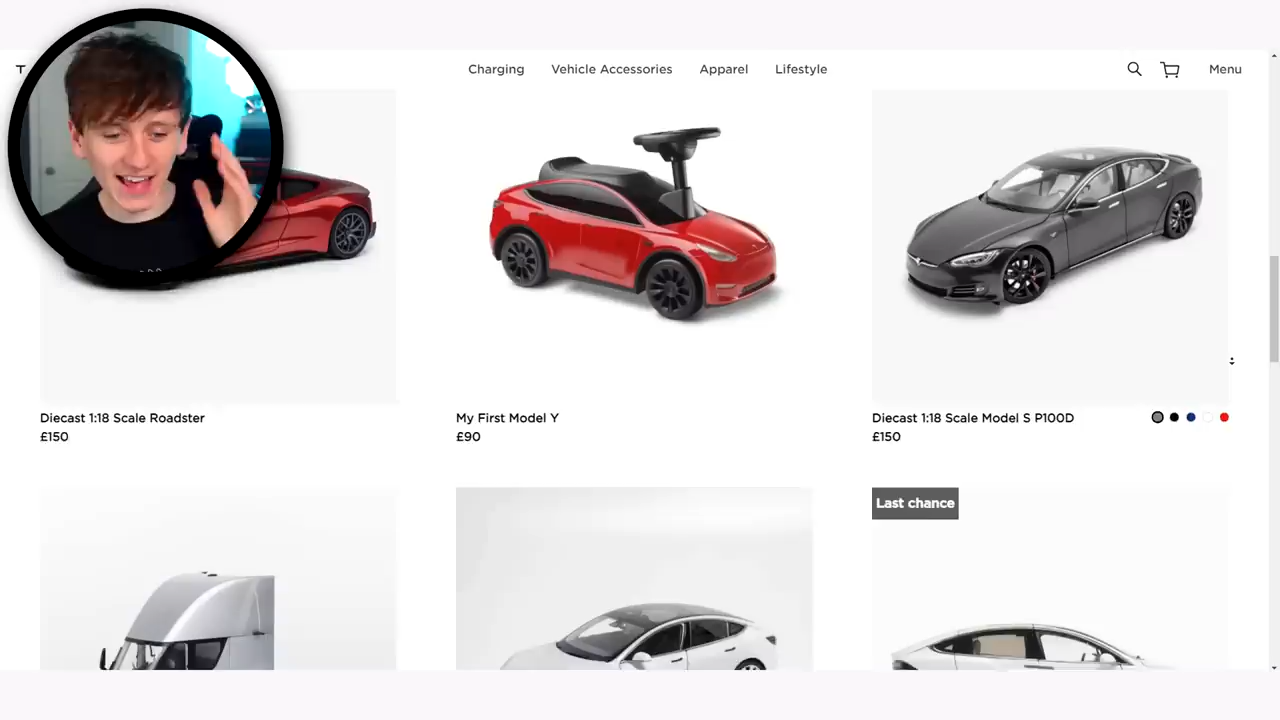 T
Charging
Vehicle Accessories
Apparel
Lifestyle
Menu
Diecast 1:18 Scale Roadster
£150
My First Model Y
£90
Diecast 1:18 Scale Model S P100D
£150
Last chance